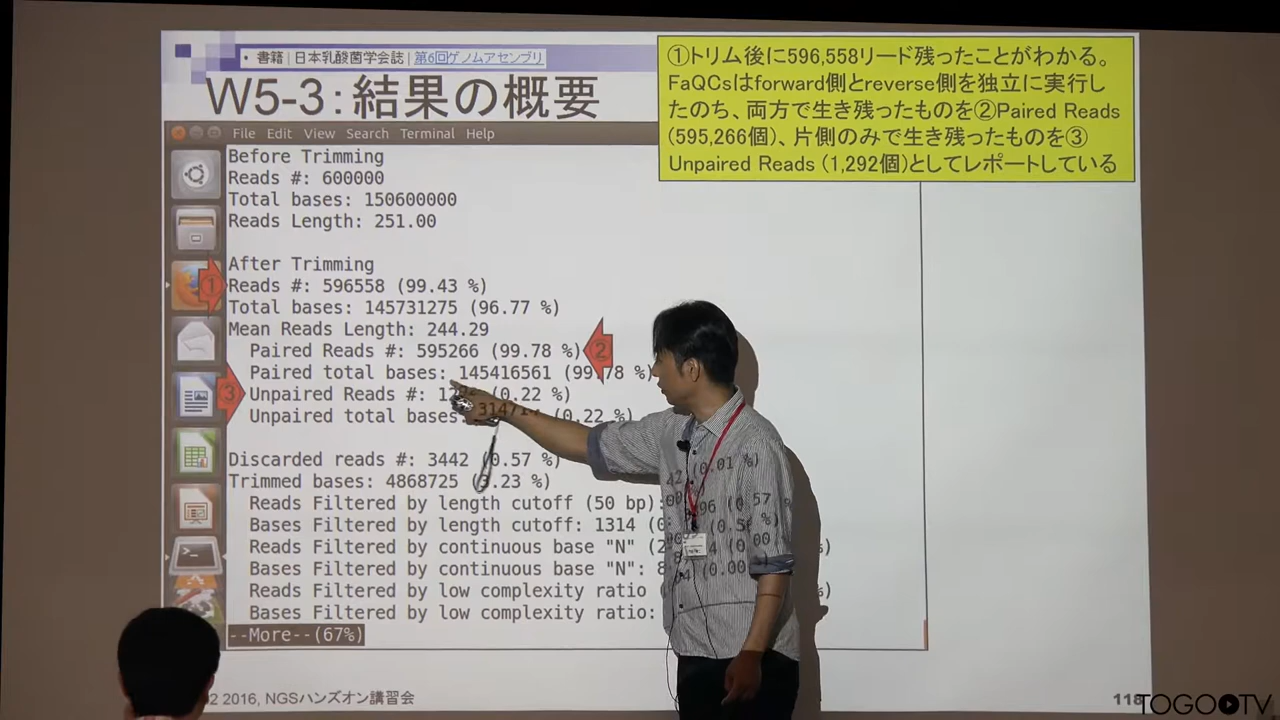 • 書籍 | 日本乳酸菌学会誌 | 第6回ゲノムアセンブリ
W5-3：結果の概要
①トリム後に596,558リード残ったことがわかる。
FaQCsはforward側とreverse側を独立に実行し
たのち、両方で生き残ったものを②Paired Reads
(595,266個)、片側のみで生き残ったものを③
Unpaired Reads (1,292個)としてレポートしている
File Edit View Search Terminal Help
Before Trimming
Reads #: 600000
Total bases: 150600000
Reads Length: 251.00
After Trimming
① Reads #: 596558 (99.43 %)
Total bases: 145731275 (96.77 %)
Mean Reads Length: 244.29
Paired Reads #: 595266 (99.78 %) ②
Paired total bases: 145416561 (99.78 %)
③ Unpaired Reads #: (0.22 %)
Unpaired total bases: (0.22 %)
Discarded reads #: 3442 (0.57 %)
Trimmed bases: 4868725 (3.23 %)
Reads Filtered by length cutoff (50 bp):
Bases Filtered by length cutoff: 1314
Reads Filtered by continuous base "N"
Bases Filtered by continuous base "N":
Reads Filtered by low complexity ratio
Bases Filtered by low complexity ratio:
--More--(67%)
2016, NGSハンズオン講習会
118
TOGOTV